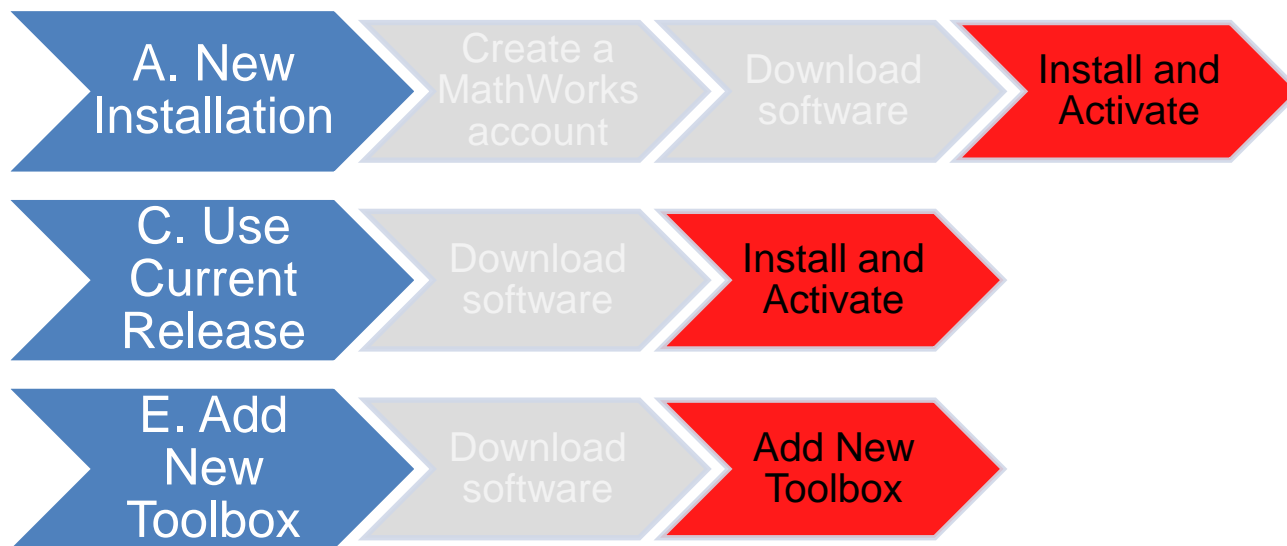 A. New
Installation
Create a
MathWorks
account
Download
software
Install and
Activate
C. Use
Current
Release
Download
software
Install and
Activate
E. Add
New
Toolbox
Download
software
Add New
Toolbox